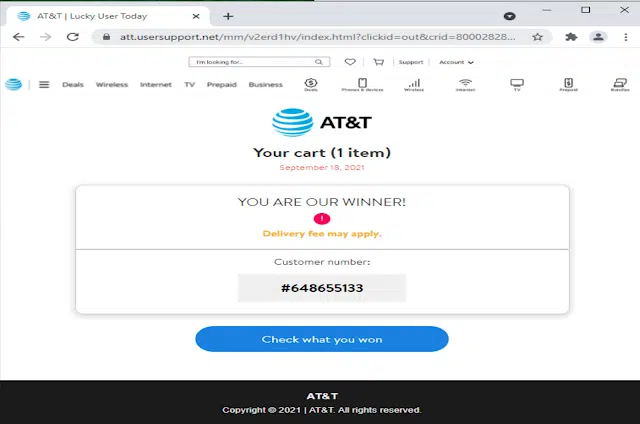 AT&T | Lucky User Today
att.usersupport.net/mm/v2erd1hv/index.html?clickid=out&crid=80002828...
I'm looking for..
Support
Account
Deals Wireless Internet TV Prepaid Business
Deals Phones & devices Wireless Internet TV Prepaid Bundles
AT&T
Your cart (1 item)
September 18, 2021
YOU ARE OUR WINNER!
!
Delivery fee may apply.
Customer number:
#648655133
Check what you won
AT&T
Copyright © 2021 | AT&T. All rights reserved.